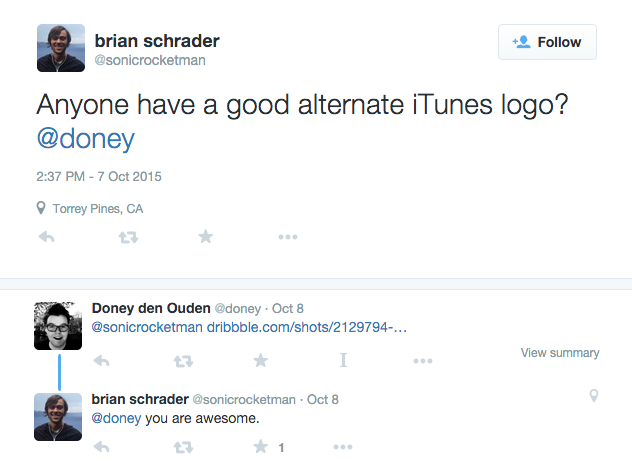 brian schrader
@sonicrocketman
Follow
Anyone have a good alternate iTunes logo?
@doney
2:37 PM - 7 Oct 2015
Torrey Pines, CA
Doney den Ouden @doney · Oct 8
@sonicrocketman dribbble.com/shots/2129794-…
View summary
brian schrader @sonicrocketman · Oct 8
@doney you are awesome.
1